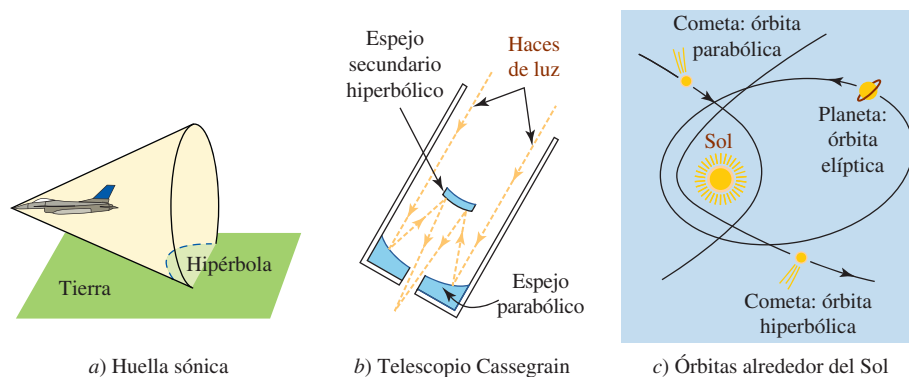 Tierra
Hipérbola
a) Huella sónica
Espejo
secundario
hiperbólico
Haces
de luz
Espejo
parabólico
b) Telescopio Cassegrain
Cometa: órbita
parabólica
Planeta:
órbita
elíptica
Sol
Cometa: órbita
hiperbólica
c) Órbitas alrededor del Sol